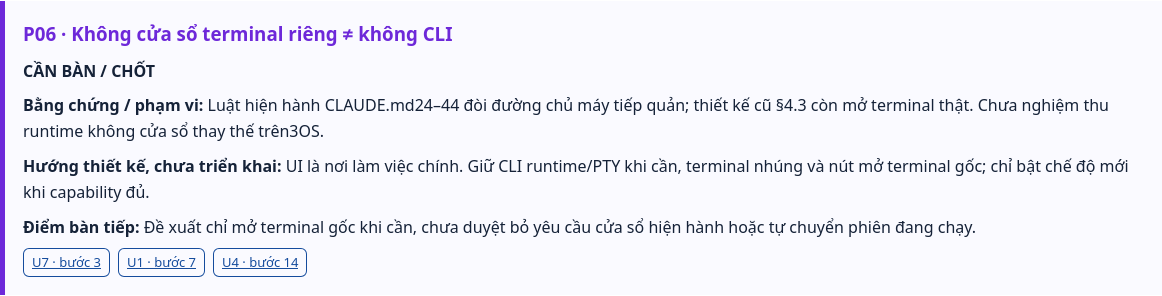 P06 · Không cửa sổ terminal riêng ≠ không CLI
CẦN BÀN / CHỐT
Bằng chứng / phạm vi: Luật hiện hành CLAUDE.md24–44 đòi đường chủ máy tiếp quản; thiết kế cũ §4.3 còn mở terminal thật. Chưa nghiệm thu
runtime không cửa sổ thay thế trên3OS.
Hướng thiết kế, chưa triển khai: UI là nơi làm việc chính. Giữ CLI runtime/PTY khi cần, terminal nhúng và nút mở terminal gốc; chỉ bật chế độ mới
khi capability đủ.
Điểm bàn tiếp: Đề xuất chỉ mở terminal gốc khi cần, chưa duyệt bỏ yêu cầu cửa sổ hiện hành hoặc tự chuyển phiên đang chạy.
U7 · bước 3 U1 · bước 7 U4 · bước 14